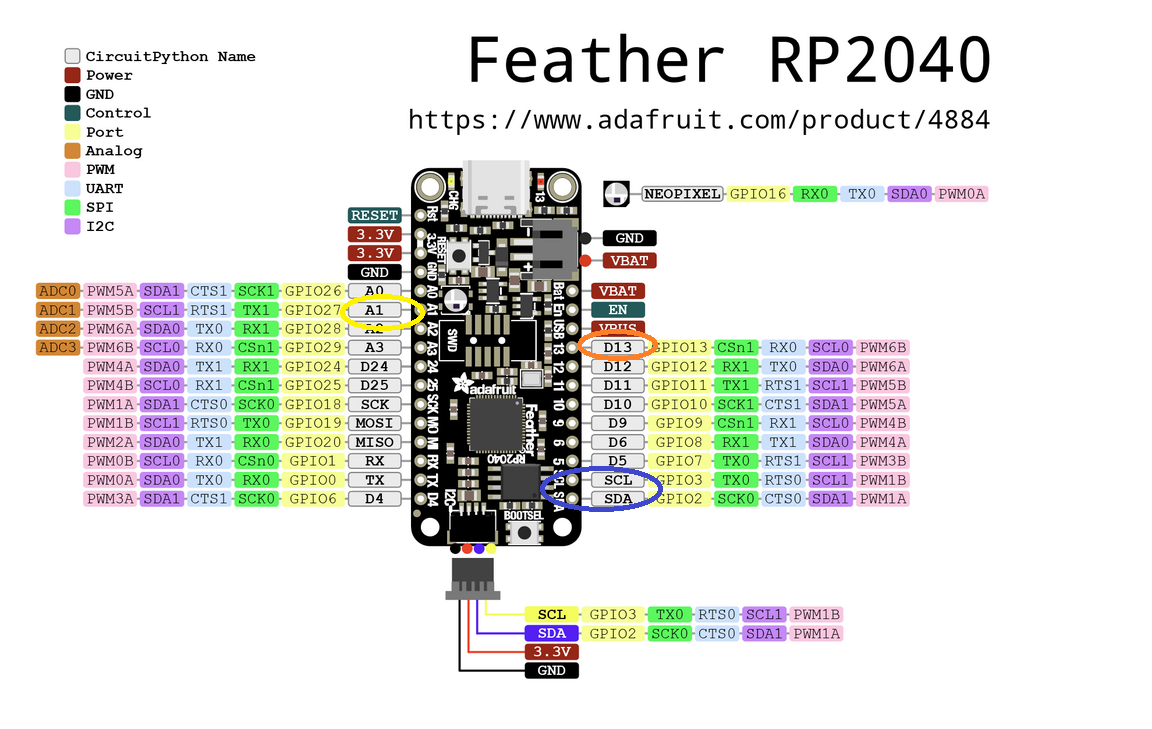 Feather RP2040
https://www.adafruit.com/product/4884
CircuitPython Name
Power
GND
Control
Port
Analog
PWM
UART
SPI
I2C
NEOPIXEL GPIO16 RX0 TX0 SDA0 PWM0A
RESET
3.3V
3.3V
GND
GND
VBAT
ADC0 PWM5A SDA1 CTS1 SCK1 GPIO26 A0
ADC1 PWM5B SCL1 RTS1 TX1 GPIO27 A1
ADC2 PWM6A SDA0 TX0 RX1 GPIO28 A2
ADC3 PWM6B SCL0 RX0 CSn1 GPIO29 A3
PWM4A SDA0 TX1 RX1 GPIO24 D24
PWM4B SCL0 RX1 CSn1 GPIO25 D25
PWM1A SDA1 CTS0 SCK0 GPIO18 SCK
PWM1B SCL1 RTS0 TX0 GPIO19 MOSI
PWM2A SDA0 TX1 RX0 GPIO20 MISO
PWM0B SCL0 RX0 CSn0 GPIO1 RX
PWM0A SDA0 TX0 RX0 GPIO0 TX
PWM3A SDA1 CTS1 SCK0 GPIO6 D4
VBAT
EN
VBUS
D13 GPIO13 CSn1 RX0 SCL0 PWM6B
D12 GPIO12 RX1 TX0 SDA0 PWM6A
D11 GPIO11 TX1 RTS1 SCL1 PWM5B
D10 GPIO10 SCK1 CTS1 SDA1 PWM5A
D9 GPIO9 CSn1 RX1 SCL0 PWM4B
D6 GPIO8 RX1 TX1 SDA0 PWM4A
D5 GPIO7 TX0 RTS1 SCL1 PWM3B
SCL GPIO3 TX0 RTS0 SCL1 PWM1B
SDA GPIO2 SCK0 CTS0 SDA1 PWM1A
CHG
13
Rst
3.3V
3.3V
GND
A0
A1
A2
A3
24
25
SCK
MO
MI
RX
TX
D4
RESET
- +
SWD
adafruit
Feather
RP2040
I2C
BOOTSEL
Bat
En
USB
13
12
11
10
9
6
5
SCL GPIO3 TX0 RTS0 SCL1 PWM1B
SDA GPIO2 SCK0 CTS0 SDA1 PWM1A
3.3V
GND